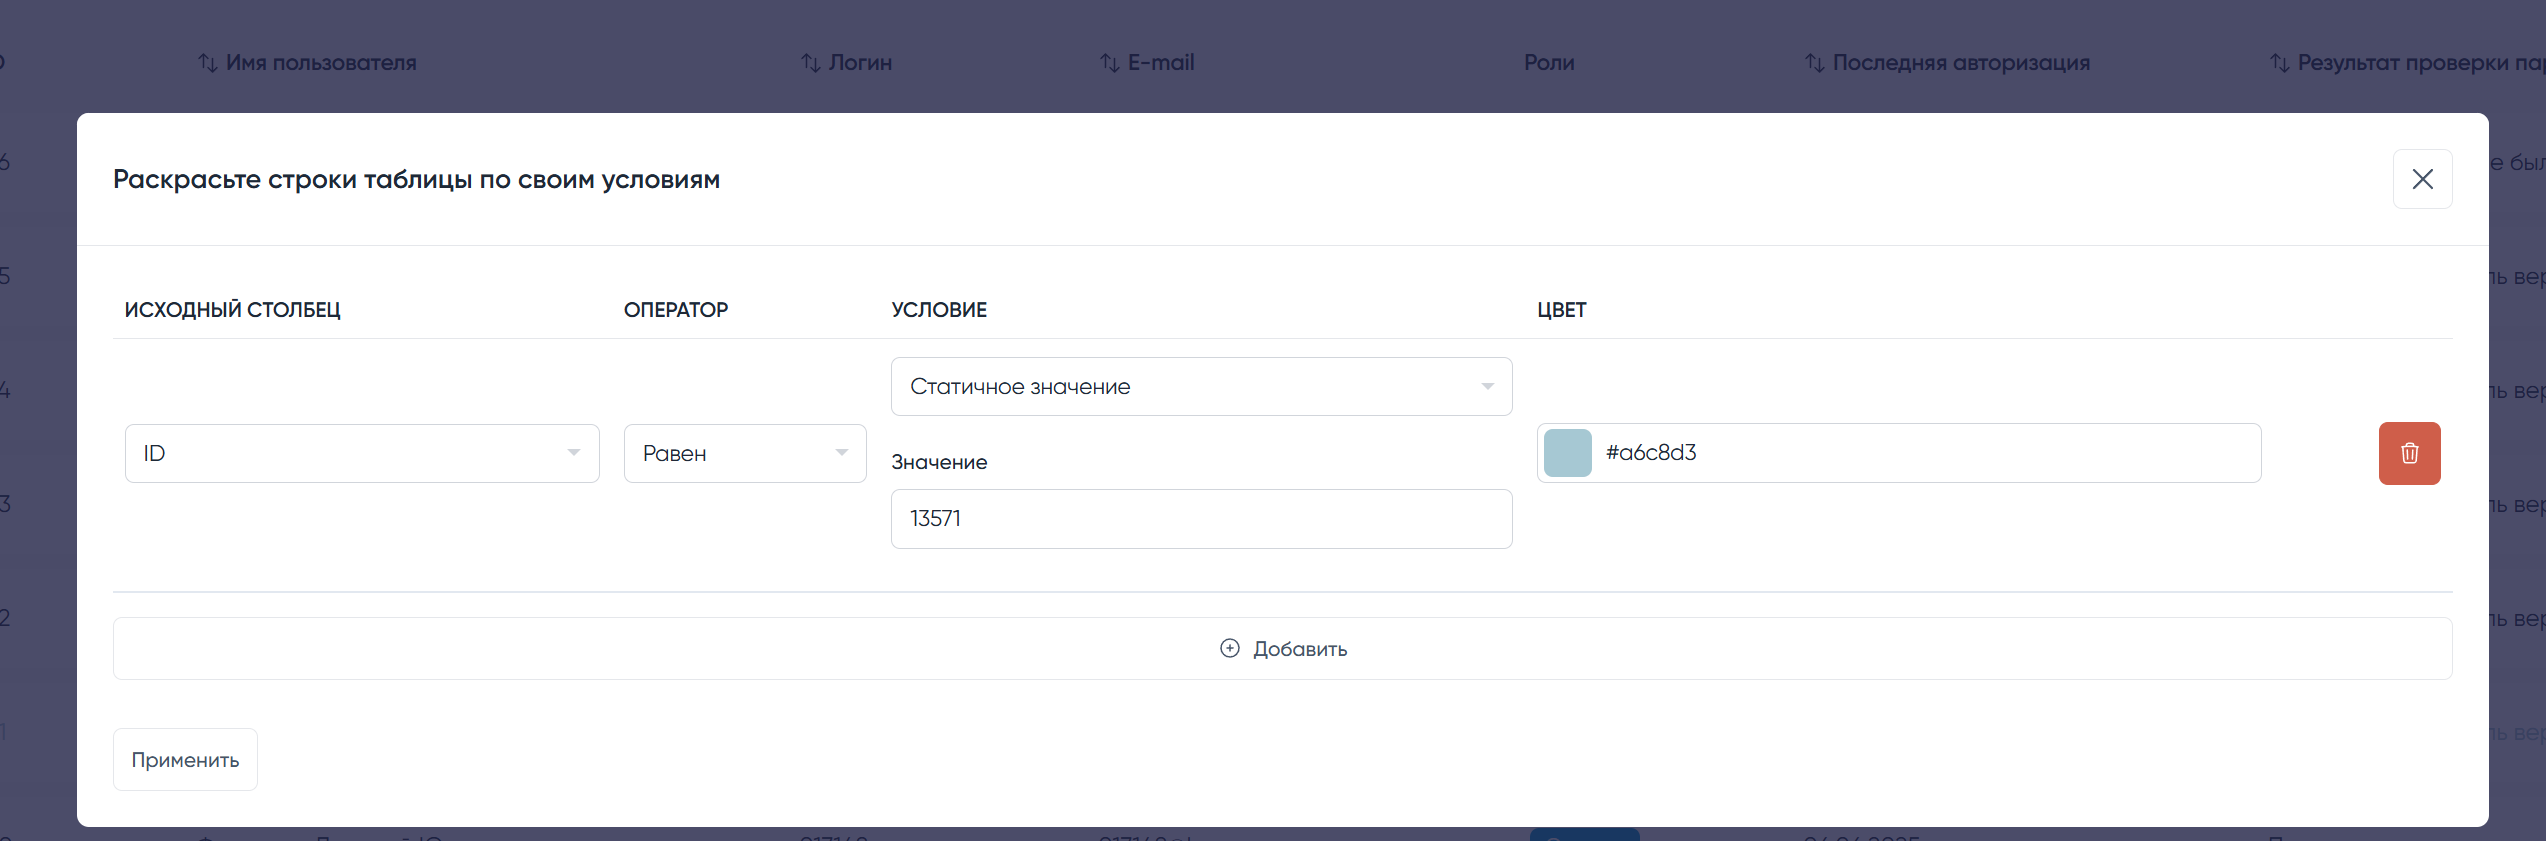 Имя пользователя Логин E-mail Роли Последняя авторизация Результат проверки
Раскрасьте строки таблицы по своим условиям
ИСХОДНЫЙ СТОЛБЕЦ ОПЕРАТОР УСЛОВИЕ ЦВЕТ
Статичное значение
ID Равен #a6c8d3
Значение
13571
Добавить
Применить